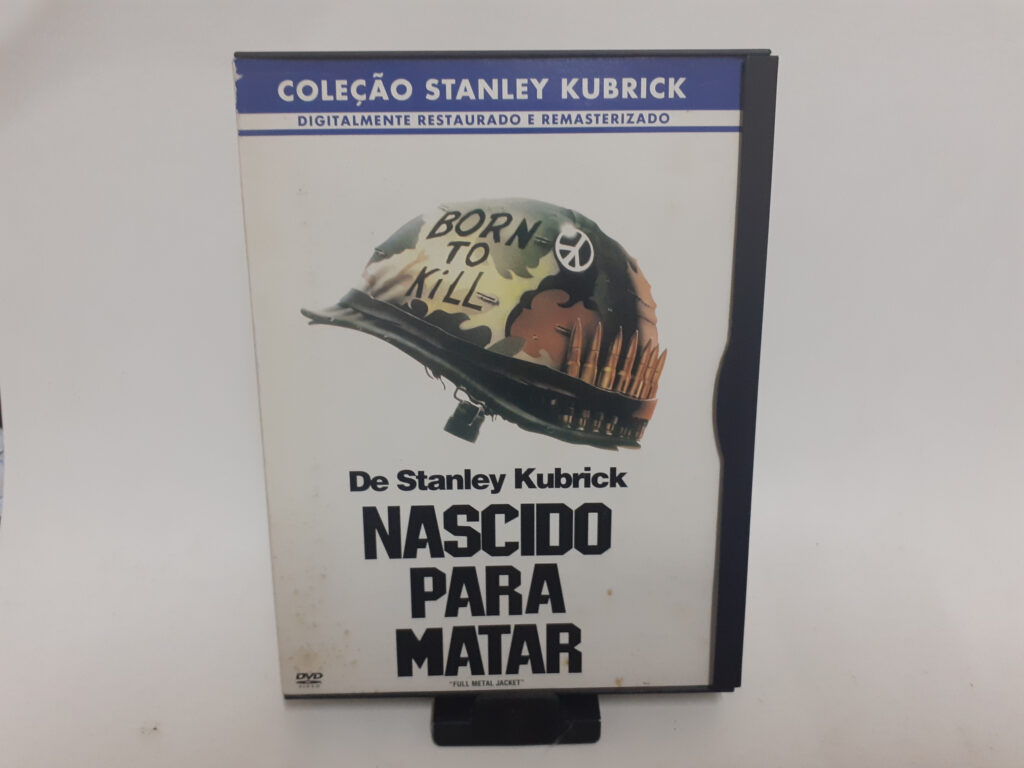 COLEÇÃO STANLEY KUBRICK
DIGITALMENTE RESTAURADO E REMASTERIZADO
BORN
TO
KiLL
De Stanley Kubrick
NASCIDO
PARA
MATAR
"FULL METAL JACKET"
DVD
VIDEO